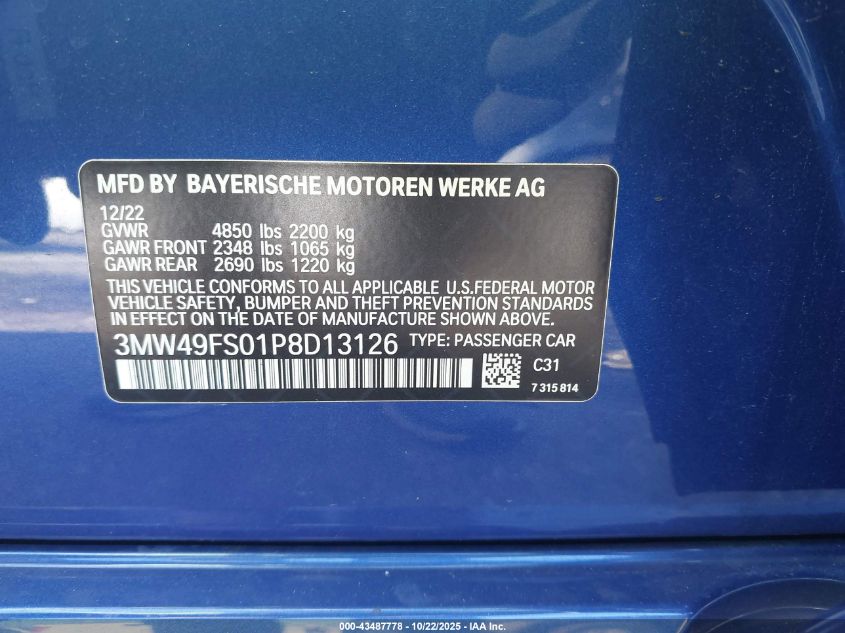 MFD BY BAYERISCHE MOTOREN WERKE AG
12/22
GVWR 4850 lbs 2200 kg
GAWR FRONT 2348 lbs 1065 kg
GAWR REAR 2690 lbs 1220 kg
THIS VEHICLE CONFORMS TO ALL APPLICABLE U.S.FEDERAL MOTOR
VEHICLE SAFETY, BUMPER AND THEFT PREVENTION STANDARDS
IN EFFECT ON THE DATE OF MANUFACTURE SHOWN ABOVE.
3MW49FS01P8D13126 TYPE: PASSENGER CAR
C31
7 315 814
000-43487778 - 10/22/2025 - IAA Inc.